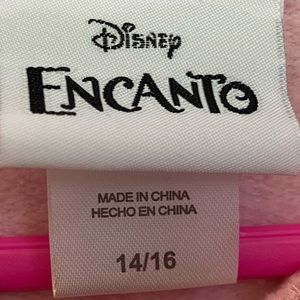 Disney
ENCANTO
MADE IN CHINA
HECHO EN CHINA
14/16